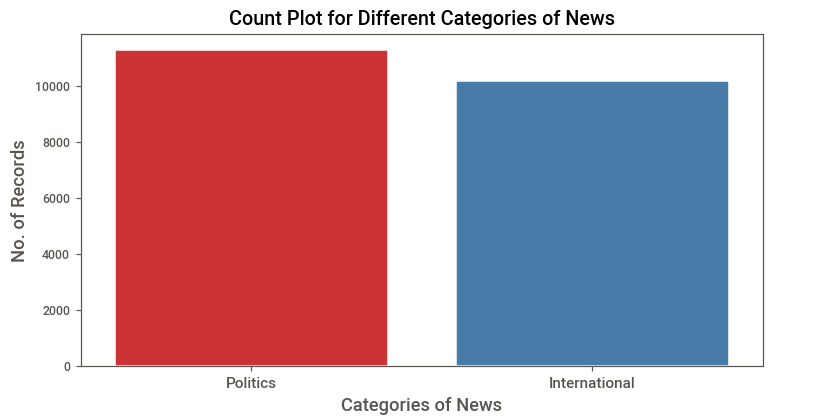 Count Plot for Different Categories of News
No. of Records
10000
8000
6000
4000
2000
0
Politics
International
Categories of News